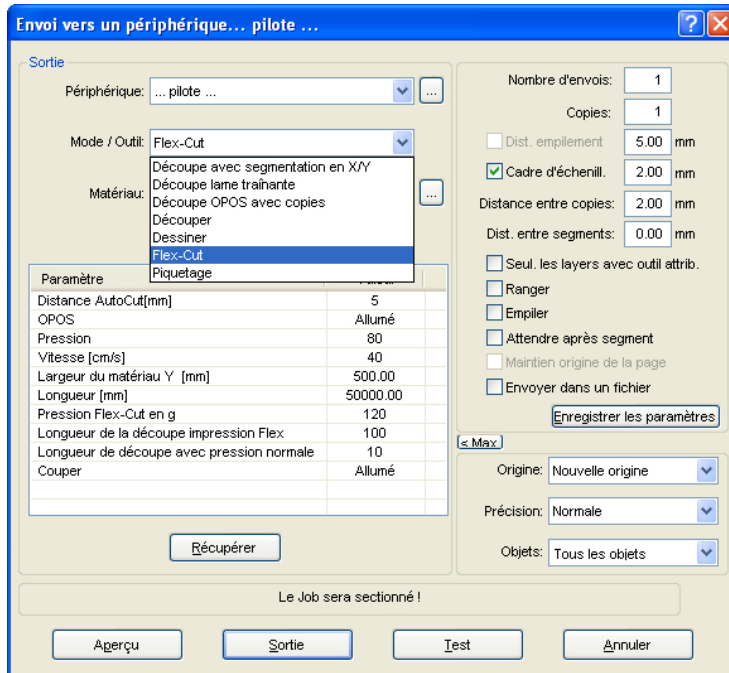 Envoi vers un périphérique... pilote ...
Sortie
Périphérique: ... pilote ... ...
Mode / Outil: Flex-Cut
Découpe avec segmentation en X/Y
Découpe lame traînante
Découpe OPOS avec copies
Découper
Dessiner
Flex-Cut
Piquetage
Matériau: ...
Paramètre
Distance AutoCut[mm] 5
OPOS Allumé
Pression 80
Vitesse [cm/s] 40
Largeur du matériau Y [mm] 500.00
Longueur [mm] 50000.00
Pression Flex-Cut en g 120
Longueur de la découpe impression Flex 100
Longueur de découpe avec pression normale 10
Couper Allumé
Récupérer
Nombre d'envois: 1
Copies: 1
Dist. empilement 5.00 mm
Cadre d'échenill. 2.00 mm
Distance entre copies: 2.00 mm
Dist. entre segments: 0.00 mm
Seul. les layers avec outil attrib.
Ranger
Empiler
Attendre après segment
Maintien origine de la page
Envoyer dans un fichier
Enregistrer les paramètres
< Max
Origine: Nouvelle origine
Précision: Normale
Objets: Tous les objets
Le Job sera sectionné !
Aperçu Sortie Test Annuler